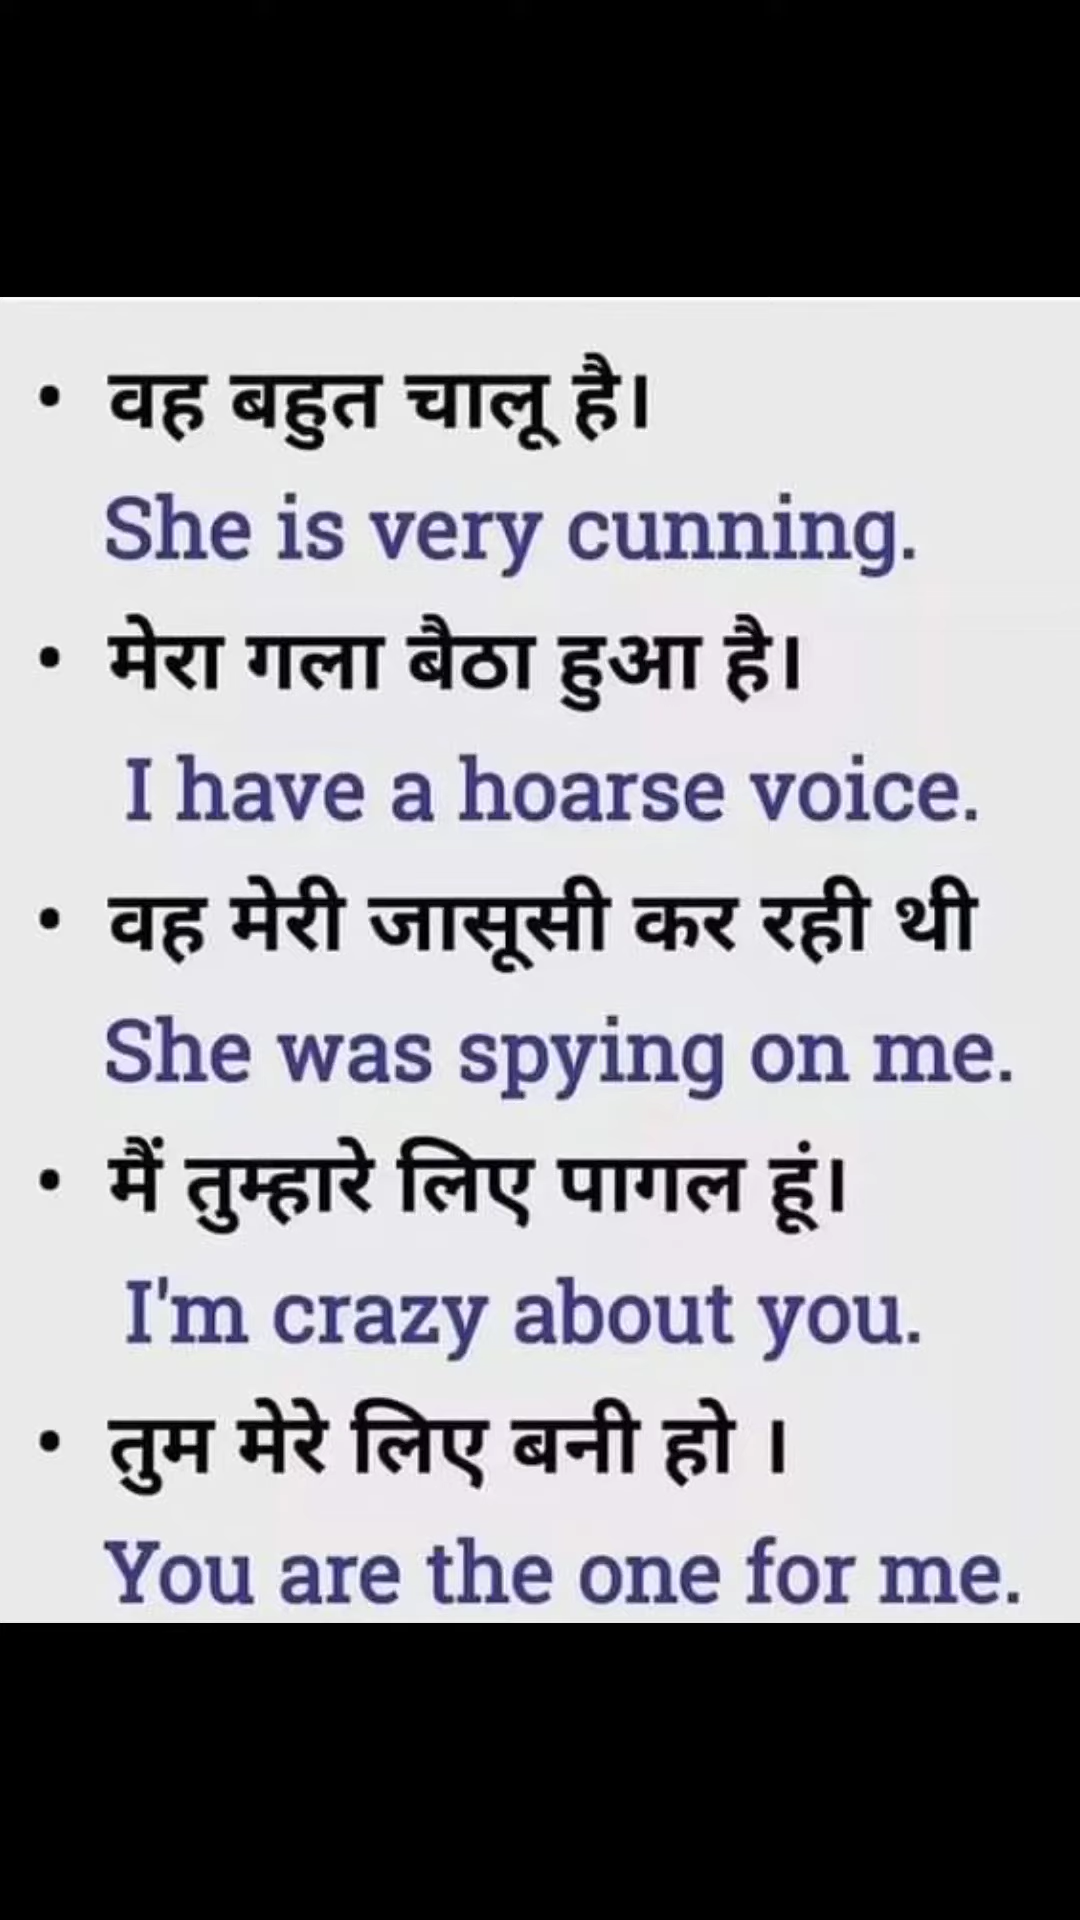 • वह बहुत चालू है।
She is very cunning.
• मेरा गला बैठा हुआ है।
I have a hoarse voice.
• वह मेरी जासूसी कर रही थी
She was spying on me.
• मैं तुम्हारे लिए पागल हूं।
I'm crazy about you.
• तुम मेरे लिए बनी हो ।
You are the one for me.